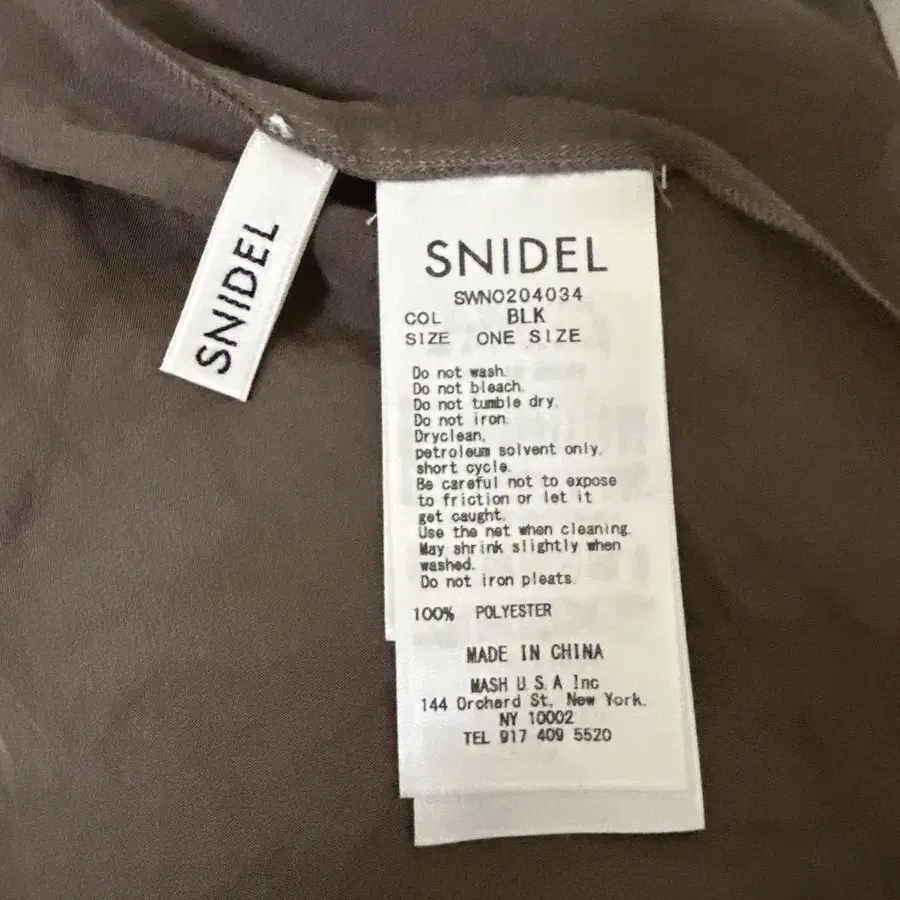 SNIDEL
SNIDEL
SWNO204034
COL BLK
SIZE ONE SIZE
Do not wash.
Do not bleach.
Do not tumble dry.
Do not iron.
Dryclean,
petroleum solvent only.
short cycle.
Be careful not to expose
to friction or let it
get caught.
Use the net when cleaning.
May shrink slightly when
washed.
Do not iron pleats.
100% POLYESTER
MADE IN CHINA
MASH U.S.A Inc
144 Orchard St, New York.
NY 10002
TEL 917 409 5520